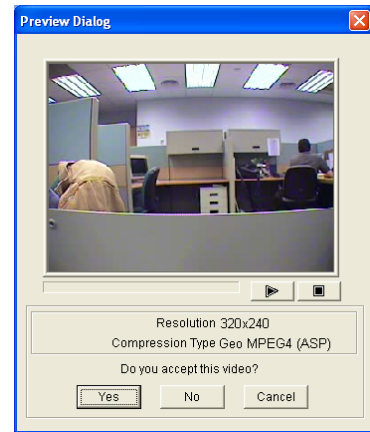 Preview Dialog
Resolution 320x240
Compression Type Geo MPEG4 (ASP)
Do you accept this video?
Yes No Cancel